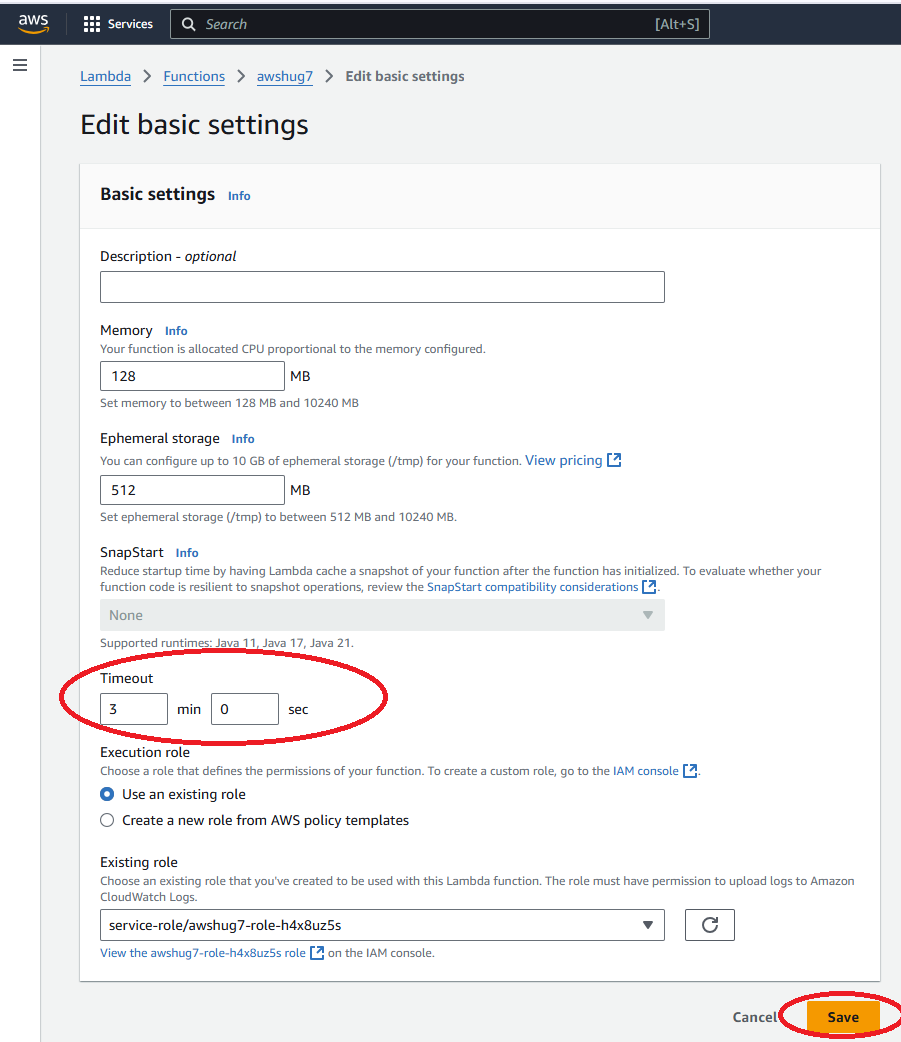 aws
Services
Search
[Alt+S]
Lambda > Functions > awshug7 > Edit basic settings
Edit basic settings
Basic settings Info
Description - optional
Memory Info
Your function is allocated CPU proportional to the memory configured.
128 MB
Set memory to between 128 MB and 10240 MB
Ephemeral storage Info
You can configure up to 10 GB of ephemeral storage (/tmp) for your function. View pricing
512 MB
Set ephemeral storage (/tmp) to between 512 MB and 10240 MB.
SnapStart Info
Reduce startup time by having Lambda cache a snapshot of your function after the function has initialized. To evaluate whether your
function code is resilient to snapshot operations, review the SnapStart compatibility considerations .
None
Supported runtimes: Java 11, Java 17, Java 21.
Timeout
3 min 0 sec
Execution role
Choose a role that defines the permissions of your function. To create a custom role, go to the IAM console .
Use an existing role
Create a new role from AWS policy templates
Existing role
Choose an existing role that you've created to be used with this Lambda function. The role must have permission to upload logs to Amazon
CloudWatch Logs.
service-role/awshug7-role-h4x8uz5s
View the awshug7-role-h4x8uz5s role on the IAM console.
Cancel Save